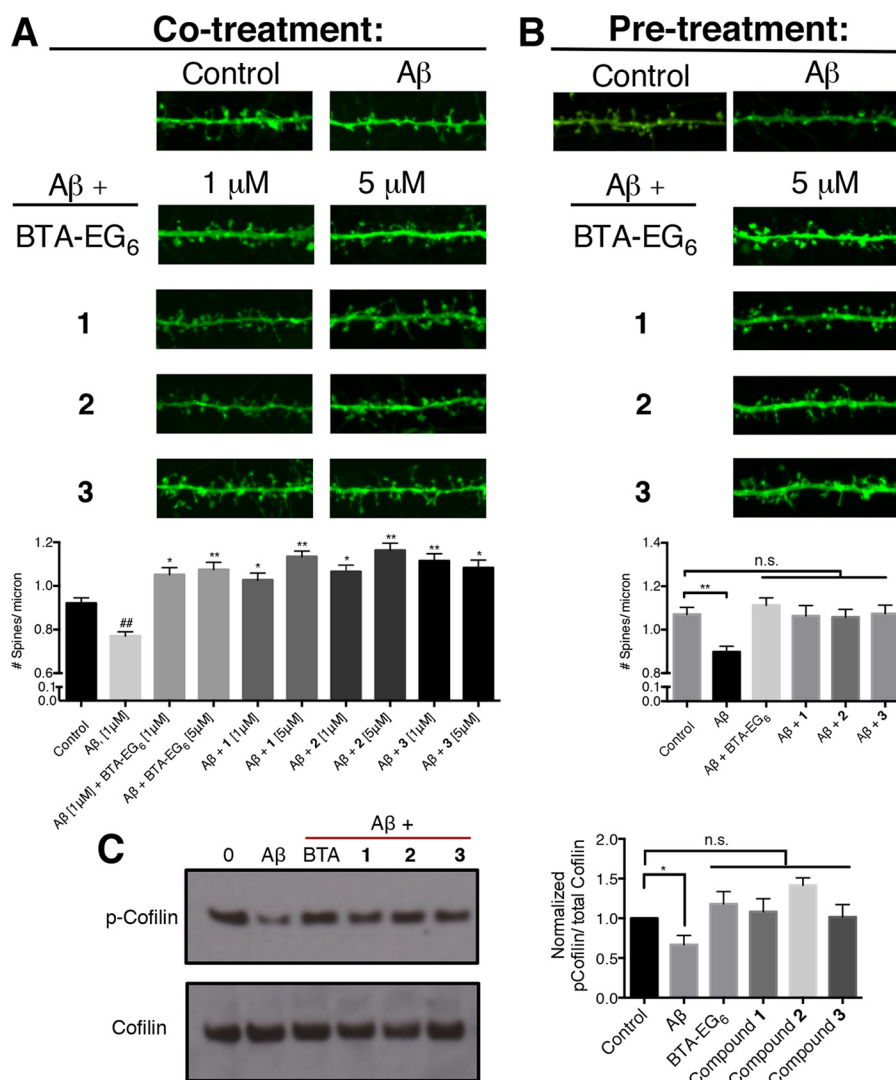 A Co-treatment:
Control Aβ
Aβ + 1 μM 5 μM
BTA-EG6
1
2
3
# Spines/ micron
1.2
1.0
0.8
0.6
0.1
0.0
##
* ** * ** * ** ** *
Control
Aβ, [1μM]
Aβ [1μM] + BTA-EG6 [1μM]
Aβ + BTA-EG6 [5μM]
Aβ + 1 [1μM]
Aβ + 1 [5μM]
Aβ + 2 [1μM]
Aβ + 2 [5μM]
Aβ + 3 [1μM]
Aβ + 3 [5μM]
B Pre-treatment:
Control Aβ
Aβ + 5 μM
BTA-EG6
1
2
3
# Spines/ micron
1.4
1.2
1.0
0.8
0.1
0.0
n.s.
**
Control
Aβ
Aβ + BTA-EG6
Aβ + 1
Aβ + 2
Aβ + 3
C
Aβ +
0 Aβ BTA 1 2 3
p-Cofilin
Cofilin
Normalized
pCofilin/ total Cofilin
2.0
1.5
1.0
0.5
0.0
n.s.
*
Control
Aβ
BTA-EG6
Compound 1
Compound 2
Compound 3